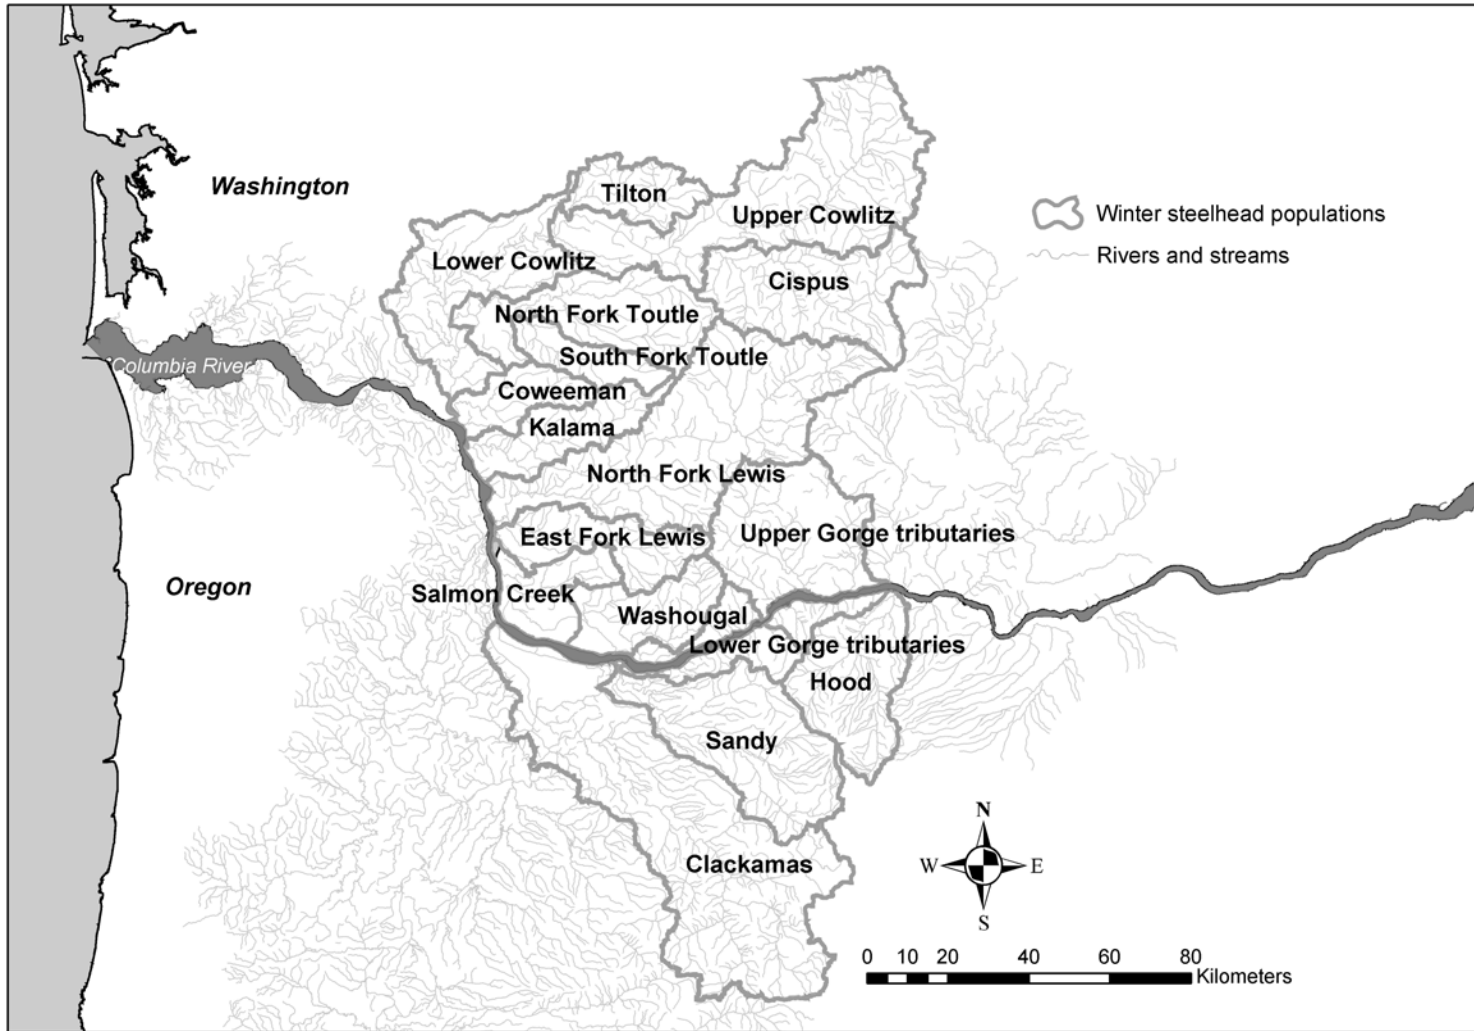 Washington
Tilton
Upper Cowlitz
Winter steelhead populations
Rivers and streams
Lower Cowlitz
Cispus
North Fork Toutle
South Fork Toutle
Columbia River
Coweeman
Kalama
North Fork Lewis
East Fork Lewis
Upper Gorge tributaries
Oregon
Salmon Creek
Washougal
Lower Gorge tributaries
Hood
Sandy
Clackamas
N
W E
S
0 10 20 40 60 80
Kilometers